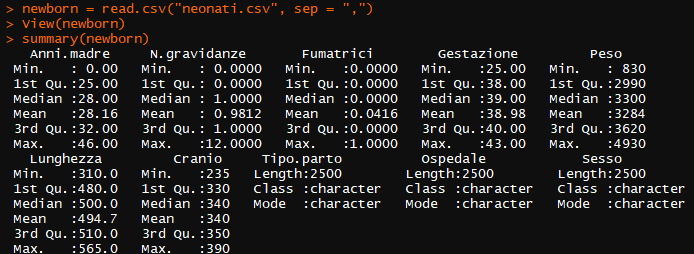 > newborn = read.csv("neonati.csv", sep = ",")
> View(newborn)
> summary(newborn)
   Anni.madre     N.gravidanze       Fumatrici        Gestazione         Peso
 Min.   : 0.00   Min.   : 0.0000   Min.   :0.0000   Min.   :25.00   Min.   : 830
 1st Qu.:25.00   1st Qu.: 0.0000   1st Qu.:0.0000   1st Qu.:38.00   1st Qu.:2990
 Median :28.00   Median : 1.0000   Median :0.0000   Median :39.00   Median :3300
 Mean   :28.16   Mean   : 0.9812   Mean   :0.0416   Mean   :38.98   Mean   :3284
 3rd Qu.:32.00   3rd Qu.: 1.0000   3rd Qu.:0.0000   3rd Qu.:40.00   3rd Qu.:3620
 Max.   :46.00   Max.   :12.0000   Max.   :1.0000   Max.   :43.00   Max.   :4930
   Lunghezza         Cranio     Tipo.parto          Ospedale            Sesso
 Min.   :310.0   Min.   :235   Length:2500        Length:2500        Length:2500
 1st Qu.:480.0   1st Qu.:330   Class :character   Class :character   Class :character
 Median :500.0   Median :340   Mode  :character   Mode  :character   Mode  :character
 Mean   :494.7   Mean   :340
 3rd Qu.:510.0   3rd Qu.:350
 Max.   :565.0   Max.   :390